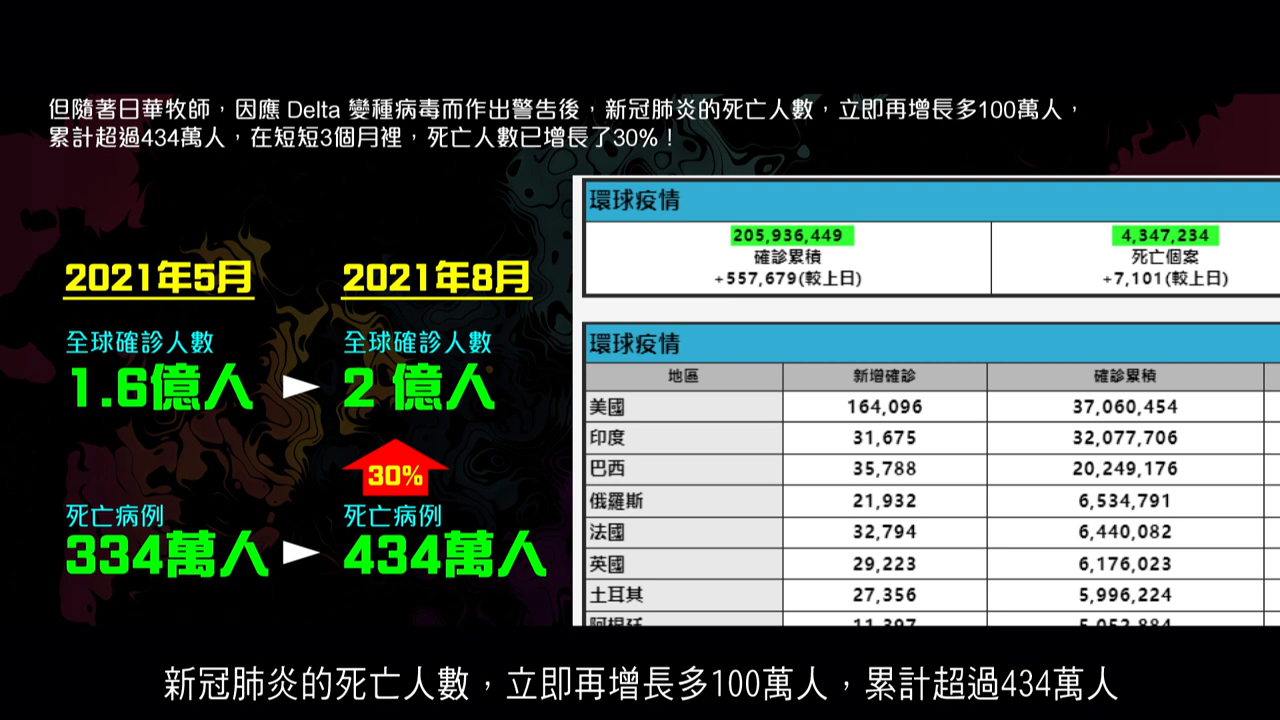 但隨著日華牧師，因應 Delta 變種病毒而作出警告後，新冠肺炎的死亡人數，立即再增長多100萬人，
累計超過434萬人，在短短3個月裡，死亡人數已增長了30%！
2021年5月 2021年8月
全球確診人數 全球確診人數
1.6億人 2 億人
30%
死亡病例 死亡病例
334萬人 434萬人
環球疫情
205,936,449 4,347,234
確診累積 死亡個案
+557,679(較上日) +7,101(較上日)
環球疫情
地區 新增確診 確診累積
美國 164,096 37,060,454
印度 31,675 32,077,706
巴西 35,788 20,249,176
俄羅斯 21,932 6,534,791
法國 32,794 6,440,082
英國 29,223 6,176,023
土耳其 27,356 5,996,224
新冠肺炎的死亡人數，立即再增長多100萬人，累計超過434萬人